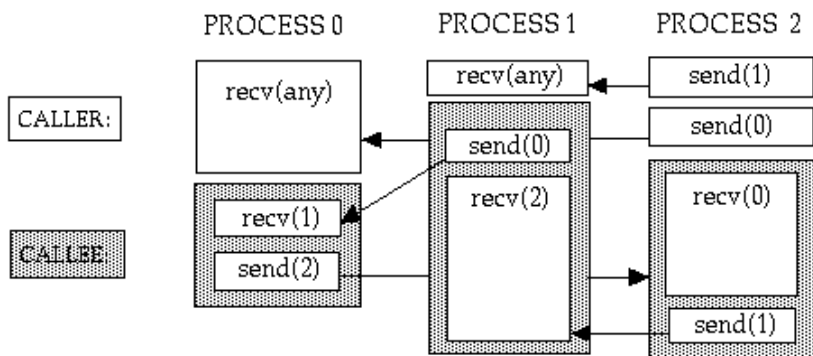 PROCESS 0 PROCESS 1 PROCESS 2
recv(any) recv(any) send(1)
CALLER: send(0)
send(0)
recv(1) recv(2) recv(0)
CALLEE:
send(2)
send(1)